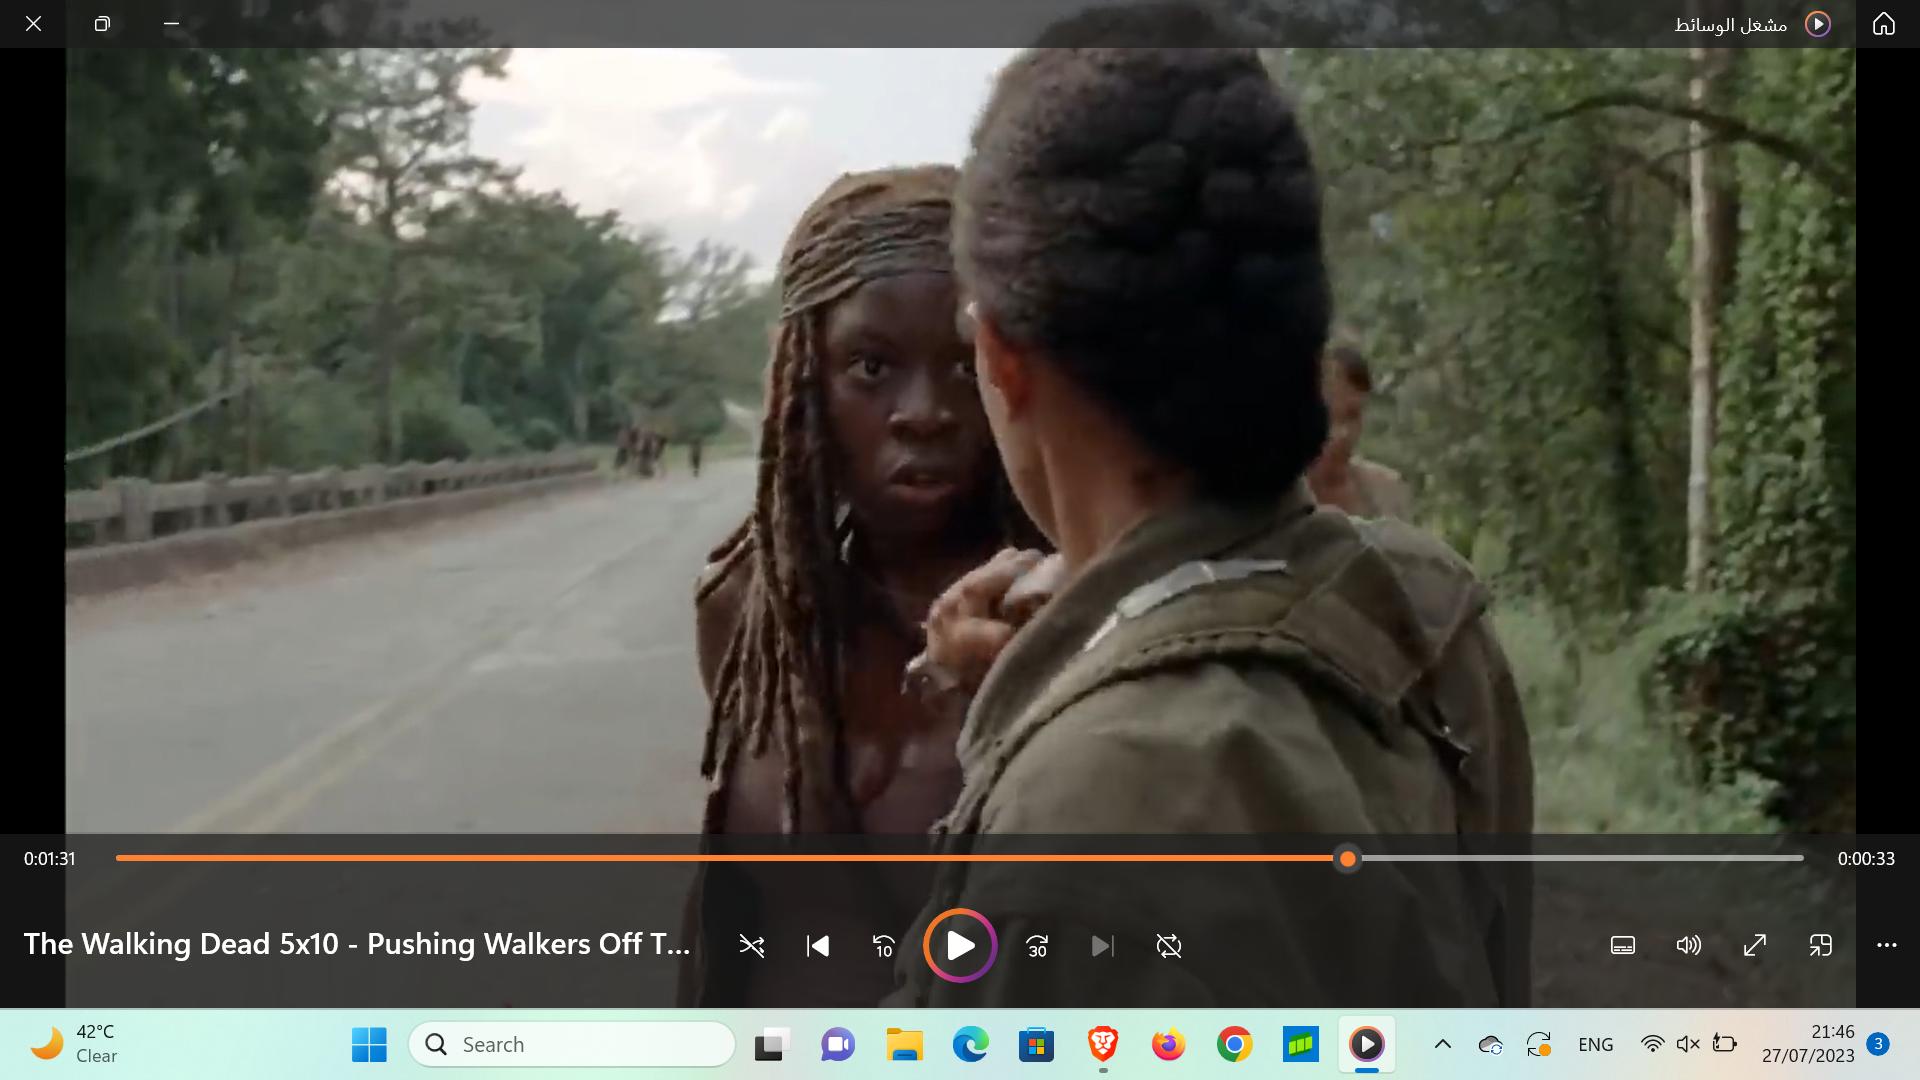 مشغل الوسائط
0:01:31
0:00:33
The Walking Dead 5x10 - Pushing Walkers Off T...
10
30
42°C
Clear
Search
ENG
21:46
27/07/2023
3